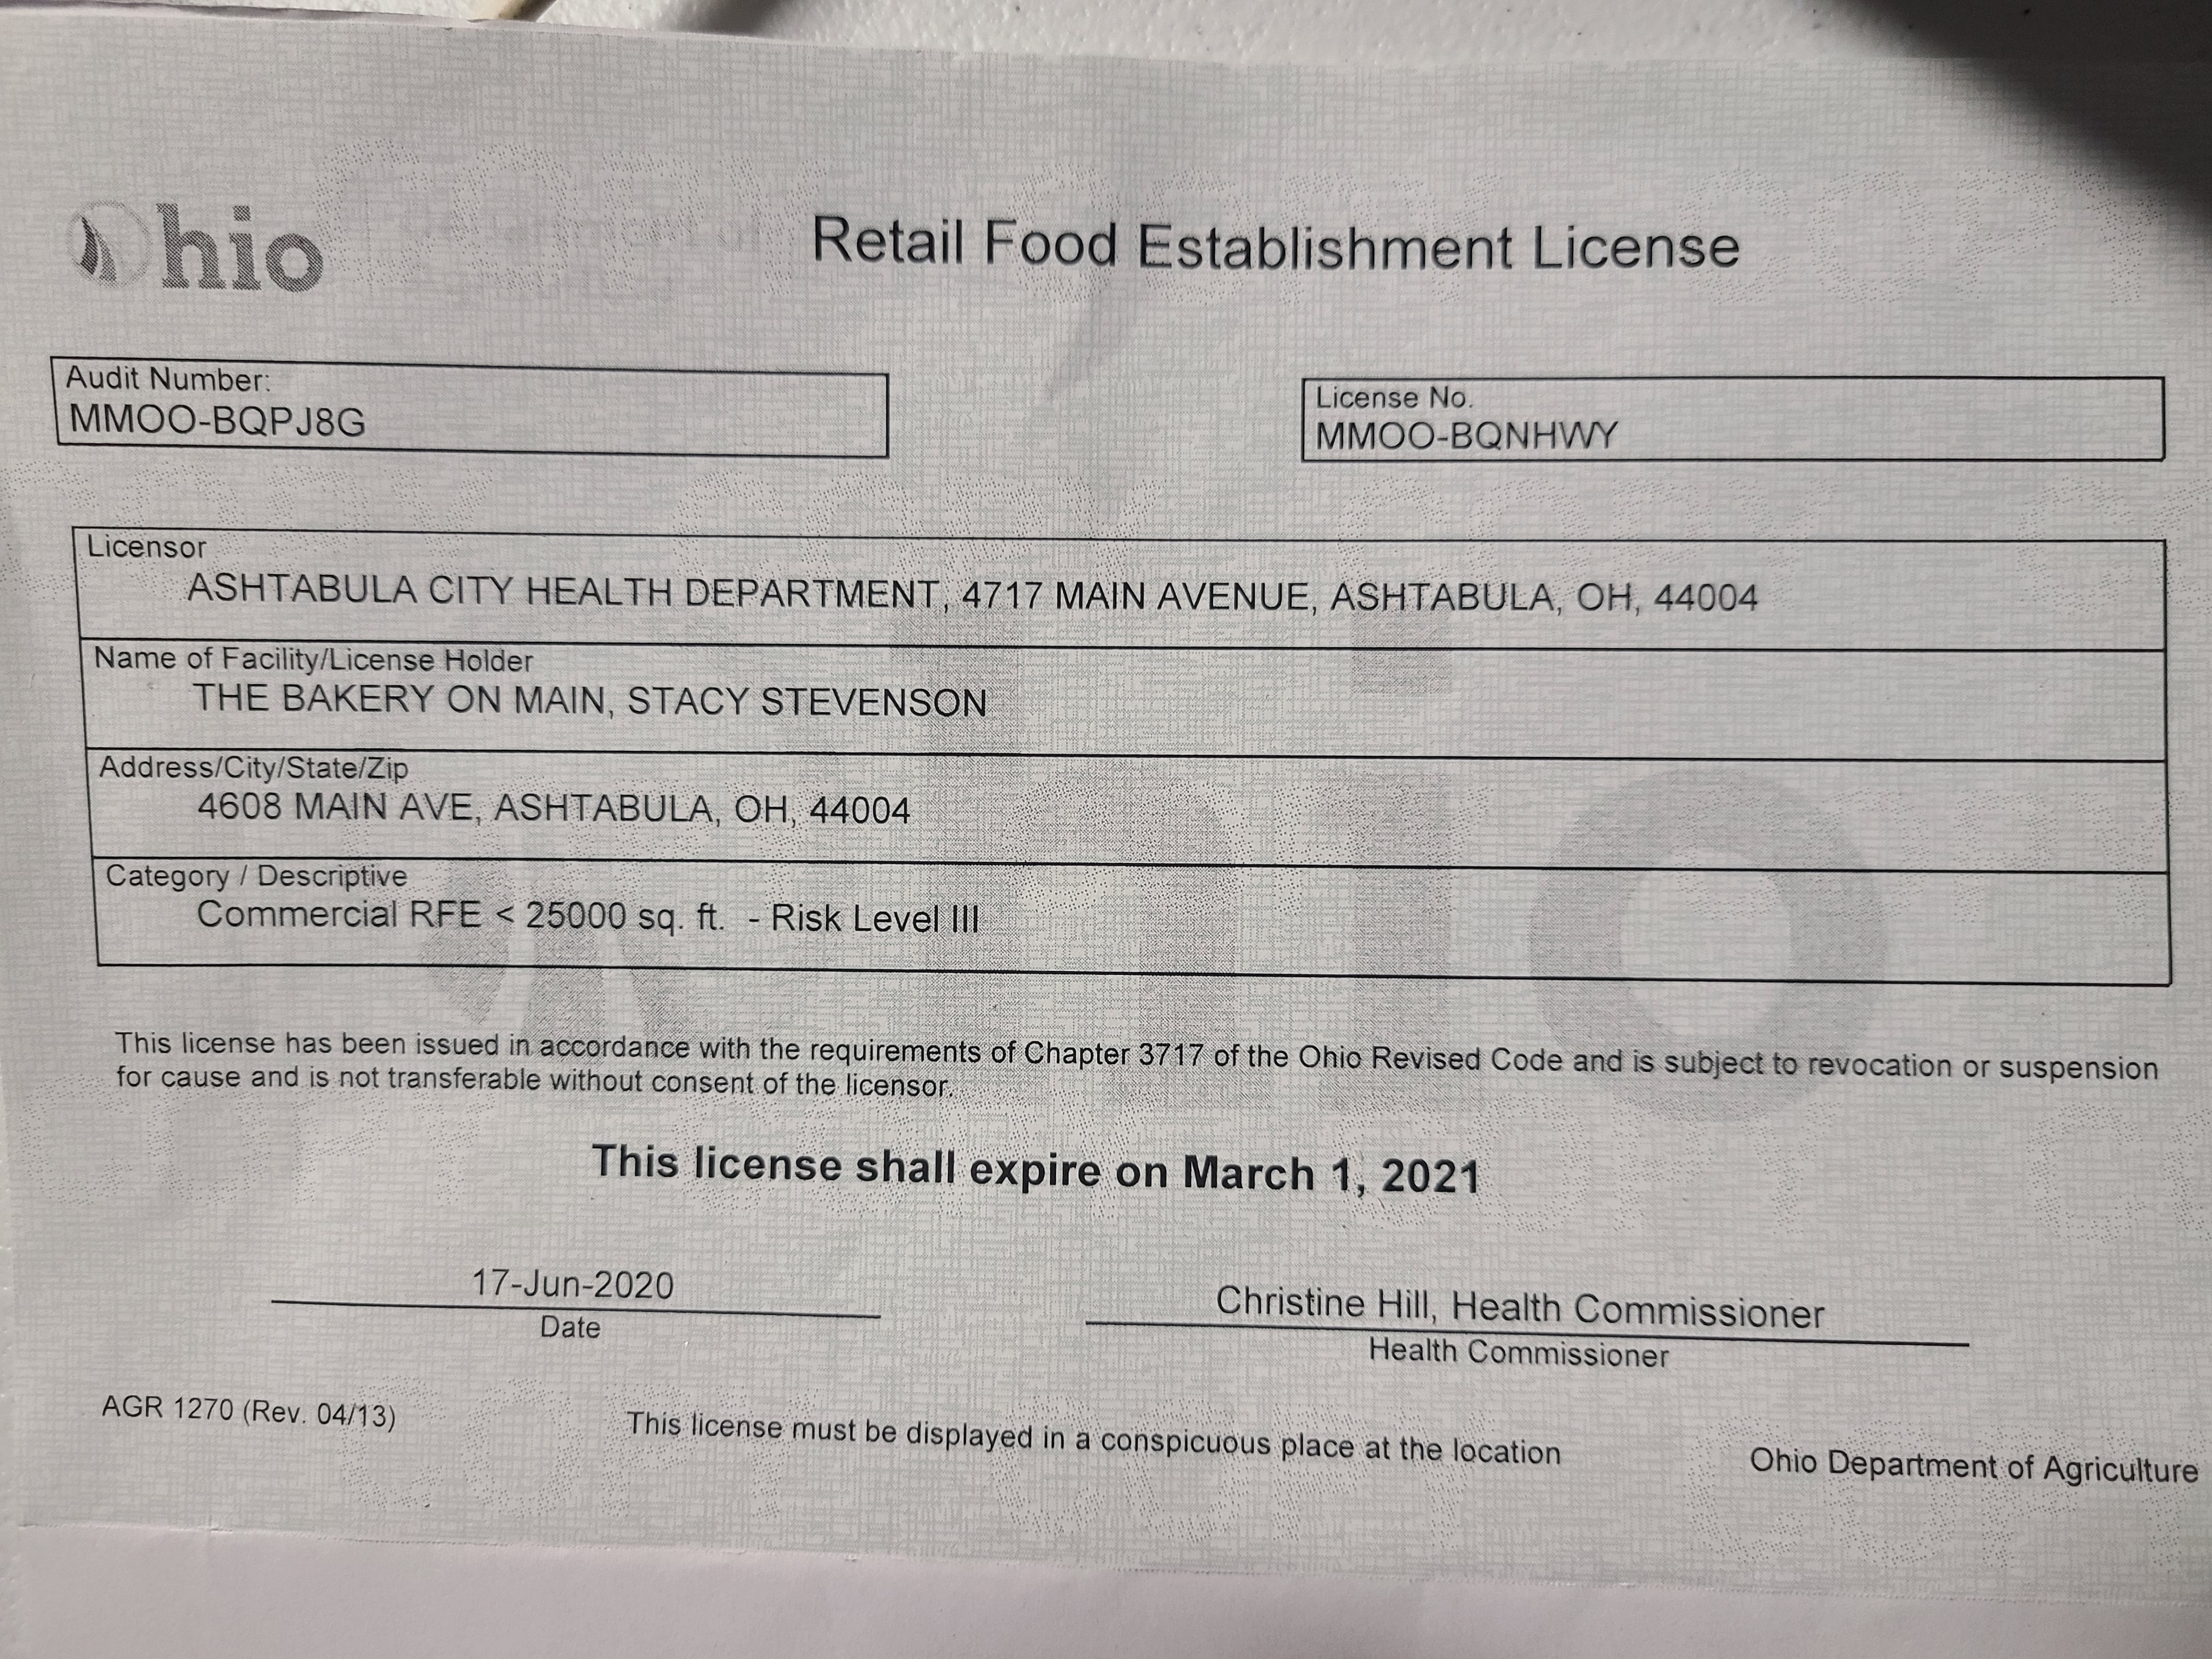 Ohio
Retail Food Establishment License
Audit Number:
MMOO-BQPJ8G
License No.
MMOO-BQNHWY
Licensor
ASHTABULA CITY HEALTH DEPARTMENT, 4717 MAIN AVENUE, ASHTABULA, OH, 44004
Name of Facility/License Holder
THE BAKERY ON MAIN, STACY STEVENSON
Address/City/State/Zip
4608 MAIN AVE, ASHTABULA, OH, 44004
Category / Descriptive
Commercial RFE < 25000 sq. ft. - Risk Level III
This license has been issued in accordance with the requirements of Chapter 3717 of the Ohio Revised Code and is subject to revocation or suspension
for cause and is not transferable without consent of the licensor.
This license shall expire on March 1, 2021
17-Jun-2020
Date
Christine Hill, Health Commissioner
Health Commissioner
AGR 1270 (Rev. 04/13)
This license must be displayed in a conspicuous place at the location
Ohio Department of Agriculture